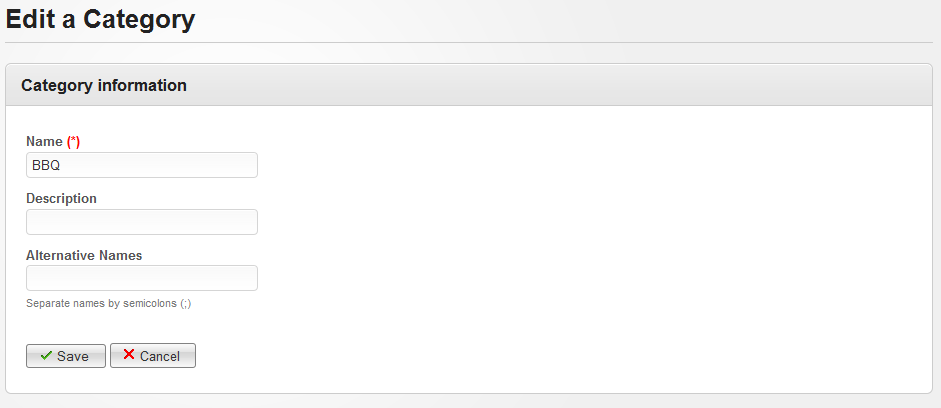 Edit a Category
Category information
Name (*)
BBQ
Description
Alternative Names
Separate names by semicolons (;)
Save
Cancel